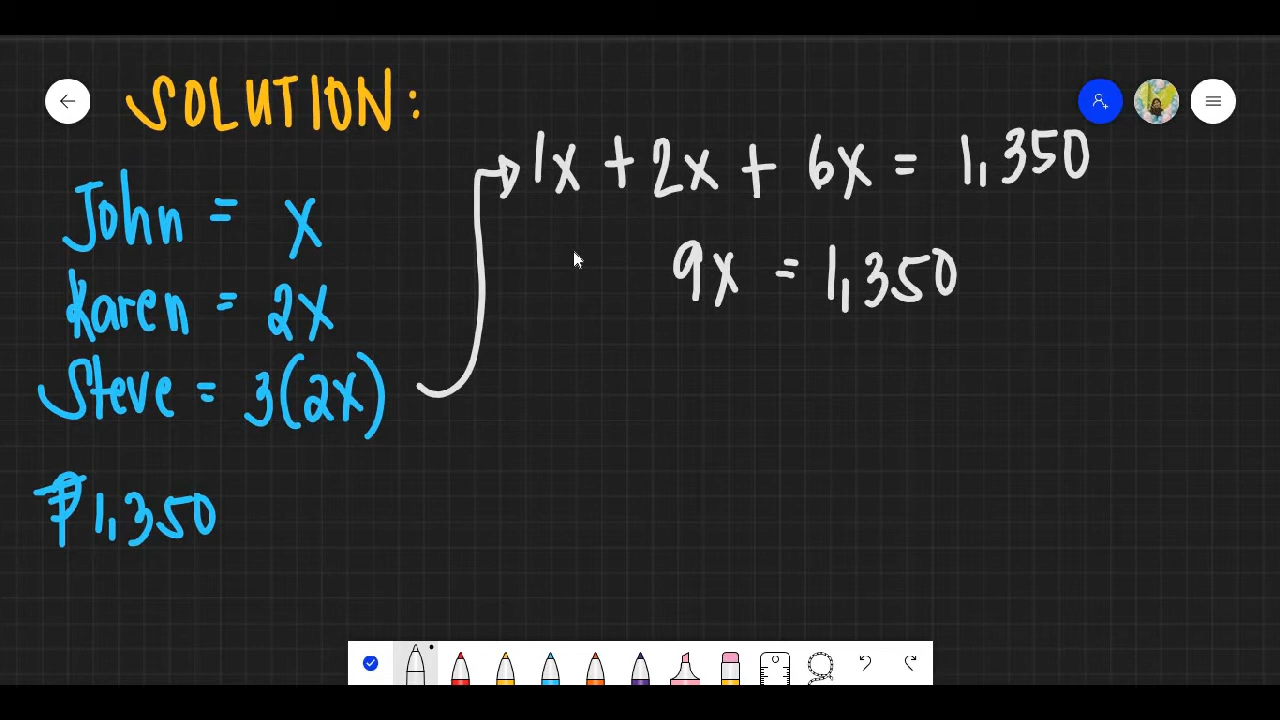 SOLUTION:
John = x
Karen = 2x
Steve = 3(2x)
₱1,350
1x + 2x + 6x = 1,350
9x = 1,350